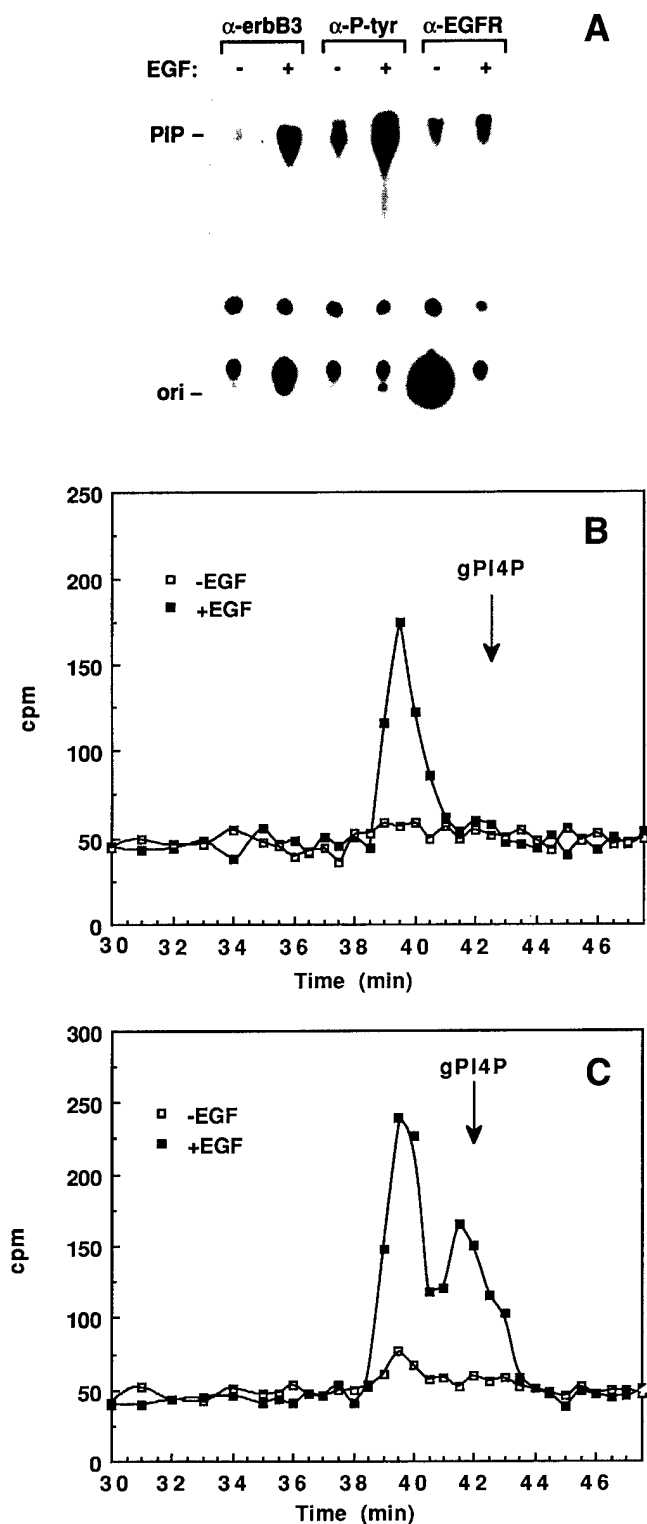 α-erbB3 α-P-tyr α-EGFR A
EGF: - + - + - +
PIP –
ori –
B
250
200
150
100
50
0
cpm
-EGF
+EGF
gPI4P
30 32 34 36 38 40 42 44 46
Time (min)
C
300
250
200
150
100
50
0
cpm
-EGF
+EGF
gPI4P
30 32 34 36 38 40 42 44 46
Time (min)